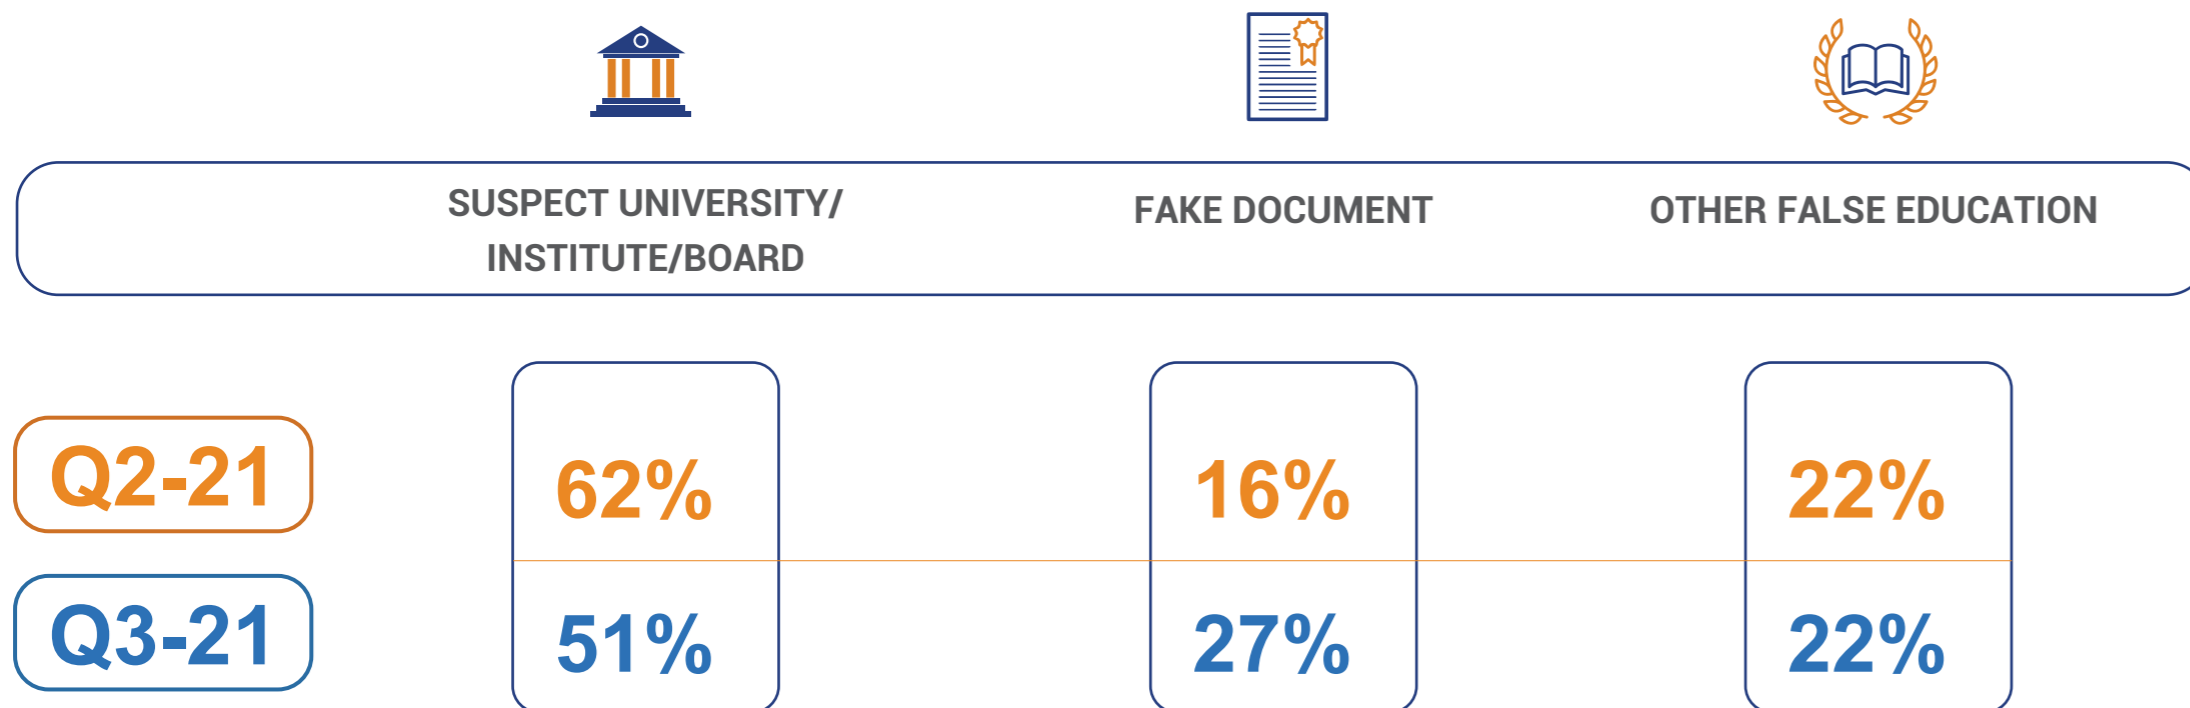 SUSPECT UNIVERSITY/
INSTITUTE/BOARD
FAKE DOCUMENT
OTHER FALSE EDUCATION
Q2-21
62%
16%
22%
Q3-21
51%
27%
22%